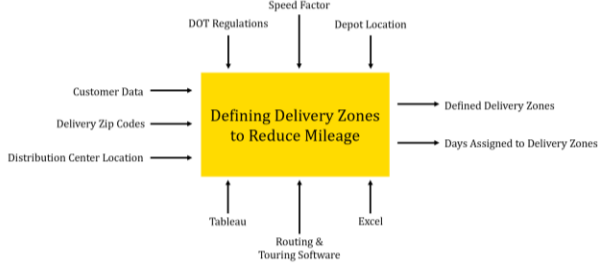 Speed Factor
DOT Regulations
Depot Location
Customer Data
Delivery Zip Codes
Distribution Center Location
Defining Delivery Zones
to Reduce Mileage
Defined Delivery Zones
Days Assigned to Delivery Zones
Tableau
Excel
Routing &
Touring Software